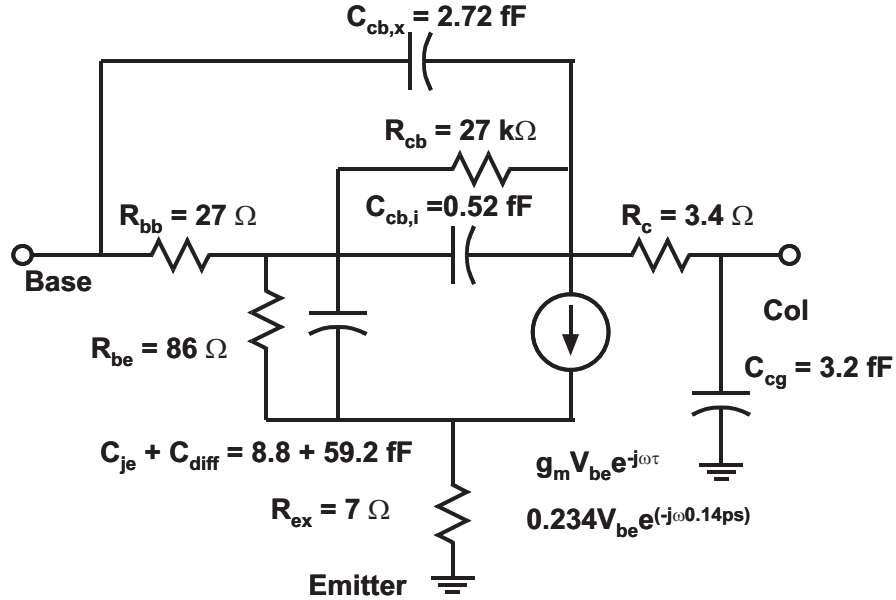 C_cb,x = 2.72 fF
R_cb = 27 kΩ
C_cb,i =0.52 fF
R_bb = 27 Ω
R_c = 3.4 Ω
Base
Col
R_be = 86 Ω
C_cg = 3.2 fF
C_je + C_diff = 8.8 + 59.2 fF
g_mV_bee^-jωτ
R_ex = 7 Ω
0.234V_bee^(-jω0.14ps)
Emitter